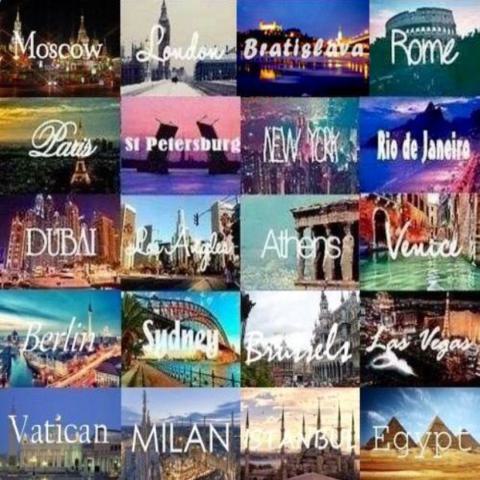 Moscow
London
Bratislava
Rome
Paris
St Petersburg
NEW YORK
Rio de Janeiro
DUBAI
Los Angeles
Athens
Venice
Berlin
Sydney
Brussels
Las Vegas
Vatican
MILAN
ISTANBUL
Egypt